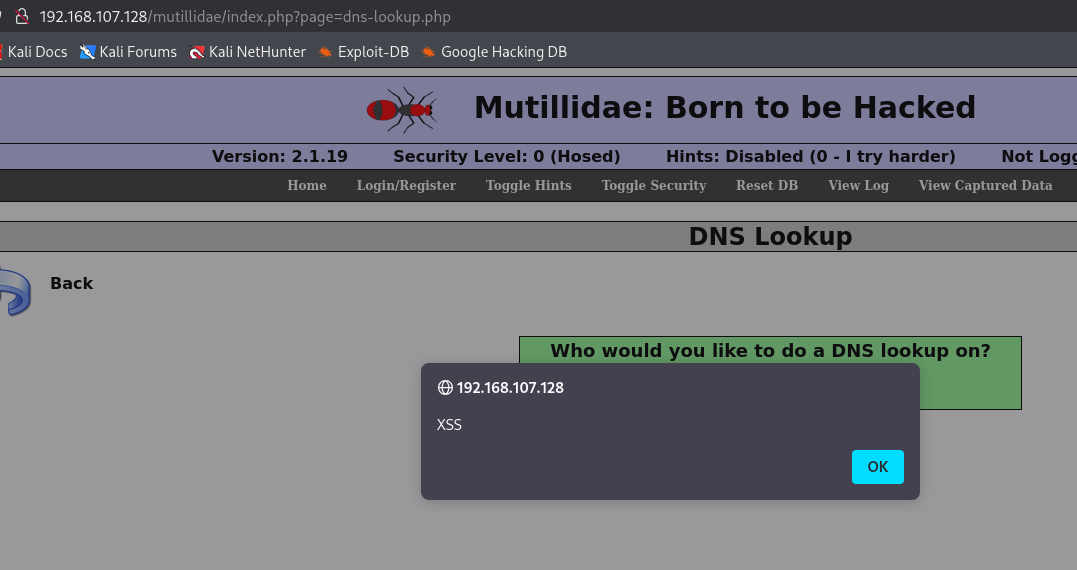 192.168.107.128/mutillidae/index.php?page=dns-lookup.php
Kali Docs Kali Forums Kali NetHunter Exploit-DB Google Hacking DB
Mutillidae: Born to be Hacked
Version: 2.1.19 Security Level: 0 (Hosed) Hints: Disabled (0 - I try harder) Not Logg
Home Login/Register Toggle Hints Toggle Security Reset DB View Log View Captured Data
DNS Lookup
Back
Who would you like to do a DNS lookup on?
192.168.107.128
XSS
OK